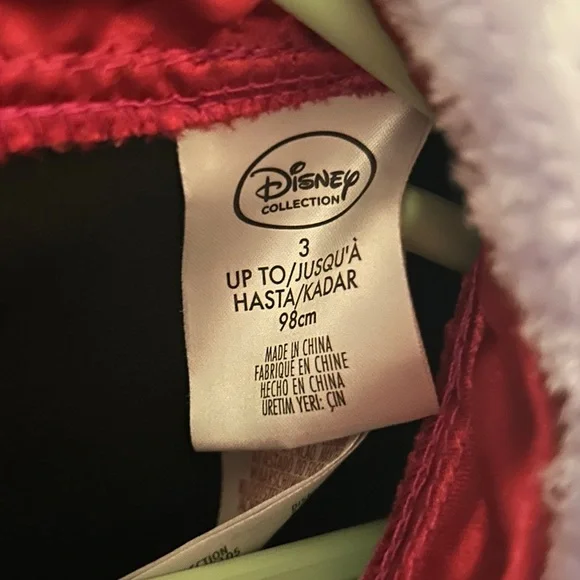 Disney
COLLECTION
3
UP TO/JUSQU'À
HASTA/KADAR
98cm
MADE IN CHINA
FABRIQUÉ EN CHINE
HECHO EN CHINA
ÜRETIM YERI: ÇIN